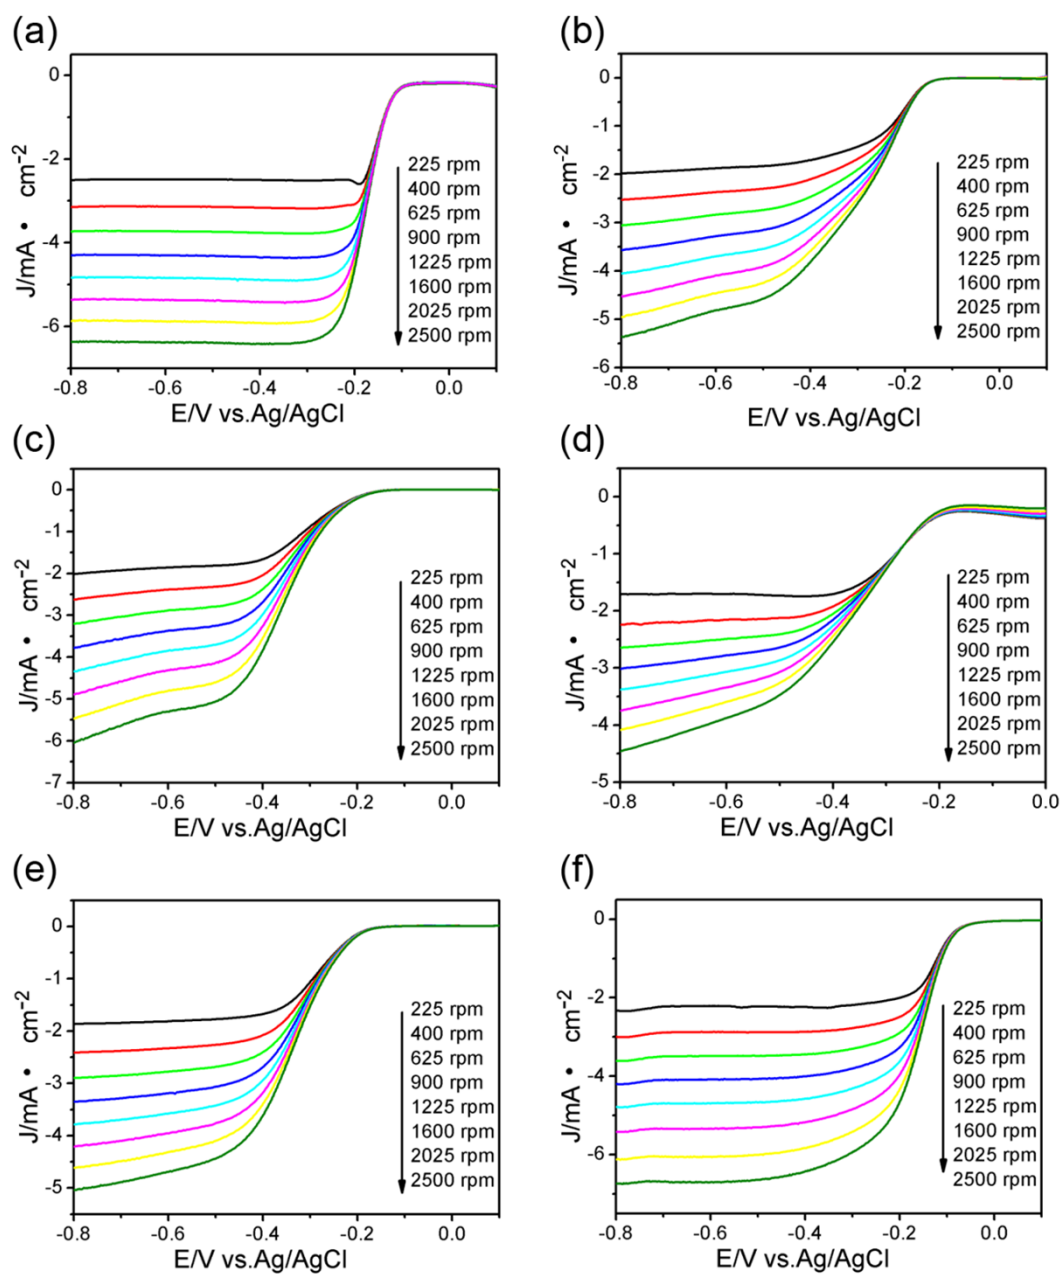 (a)
0
-2
-4
-6
J/mA • cm⁻²
225 rpm
400 rpm
625 rpm
900 rpm
1225 rpm
1600 rpm
2025 rpm
2500 rpm
-0.8 -0.6 -0.4 -0.2 0.0
E/V vs.Ag/AgCl
(b)
0
-1
-2
-3
-4
-5
-6
J/mA • cm⁻²
225 rpm
400 rpm
625 rpm
900 rpm
1225 rpm
1600 rpm
2025 rpm
2500 rpm
-0.8 -0.6 -0.4 -0.2 0.0
E/V vs.Ag/AgCl
(c)
0
-1
-2
-3
-4
-5
-6
-7
J/mA • cm⁻²
225 rpm
400 rpm
625 rpm
900 rpm
1225 rpm
1600 rpm
2025 rpm
2500 rpm
-0.8 -0.6 -0.4 -0.2 0.0
E/V vs.Ag/AgCl
(d)
0
-1
-2
-3
-4
-5
J/mA • cm⁻²
225 rpm
400 rpm
625 rpm
900 rpm
1225 rpm
1600 rpm
2025 rpm
2500 rpm
-0.8 -0.6 -0.4 -0.2 0.0
E/V vs.Ag/AgCl
(e)
0
-1
-2
-3
-4
-5
J/mA • cm⁻²
225 rpm
400 rpm
625 rpm
900 rpm
1225 rpm
1600 rpm
2025 rpm
2500 rpm
-0.8 -0.6 -0.4 -0.2 0.0
E/V vs.Ag/AgCl
(f)
0
-2
-4
-6
J/mA • cm⁻²
225 rpm
400 rpm
625 rpm
900 rpm
1225 rpm
1600 rpm
2025 rpm
2500 rpm
-0.8 -0.6 -0.4 -0.2 0.0
E/V vs.Ag/AgCl